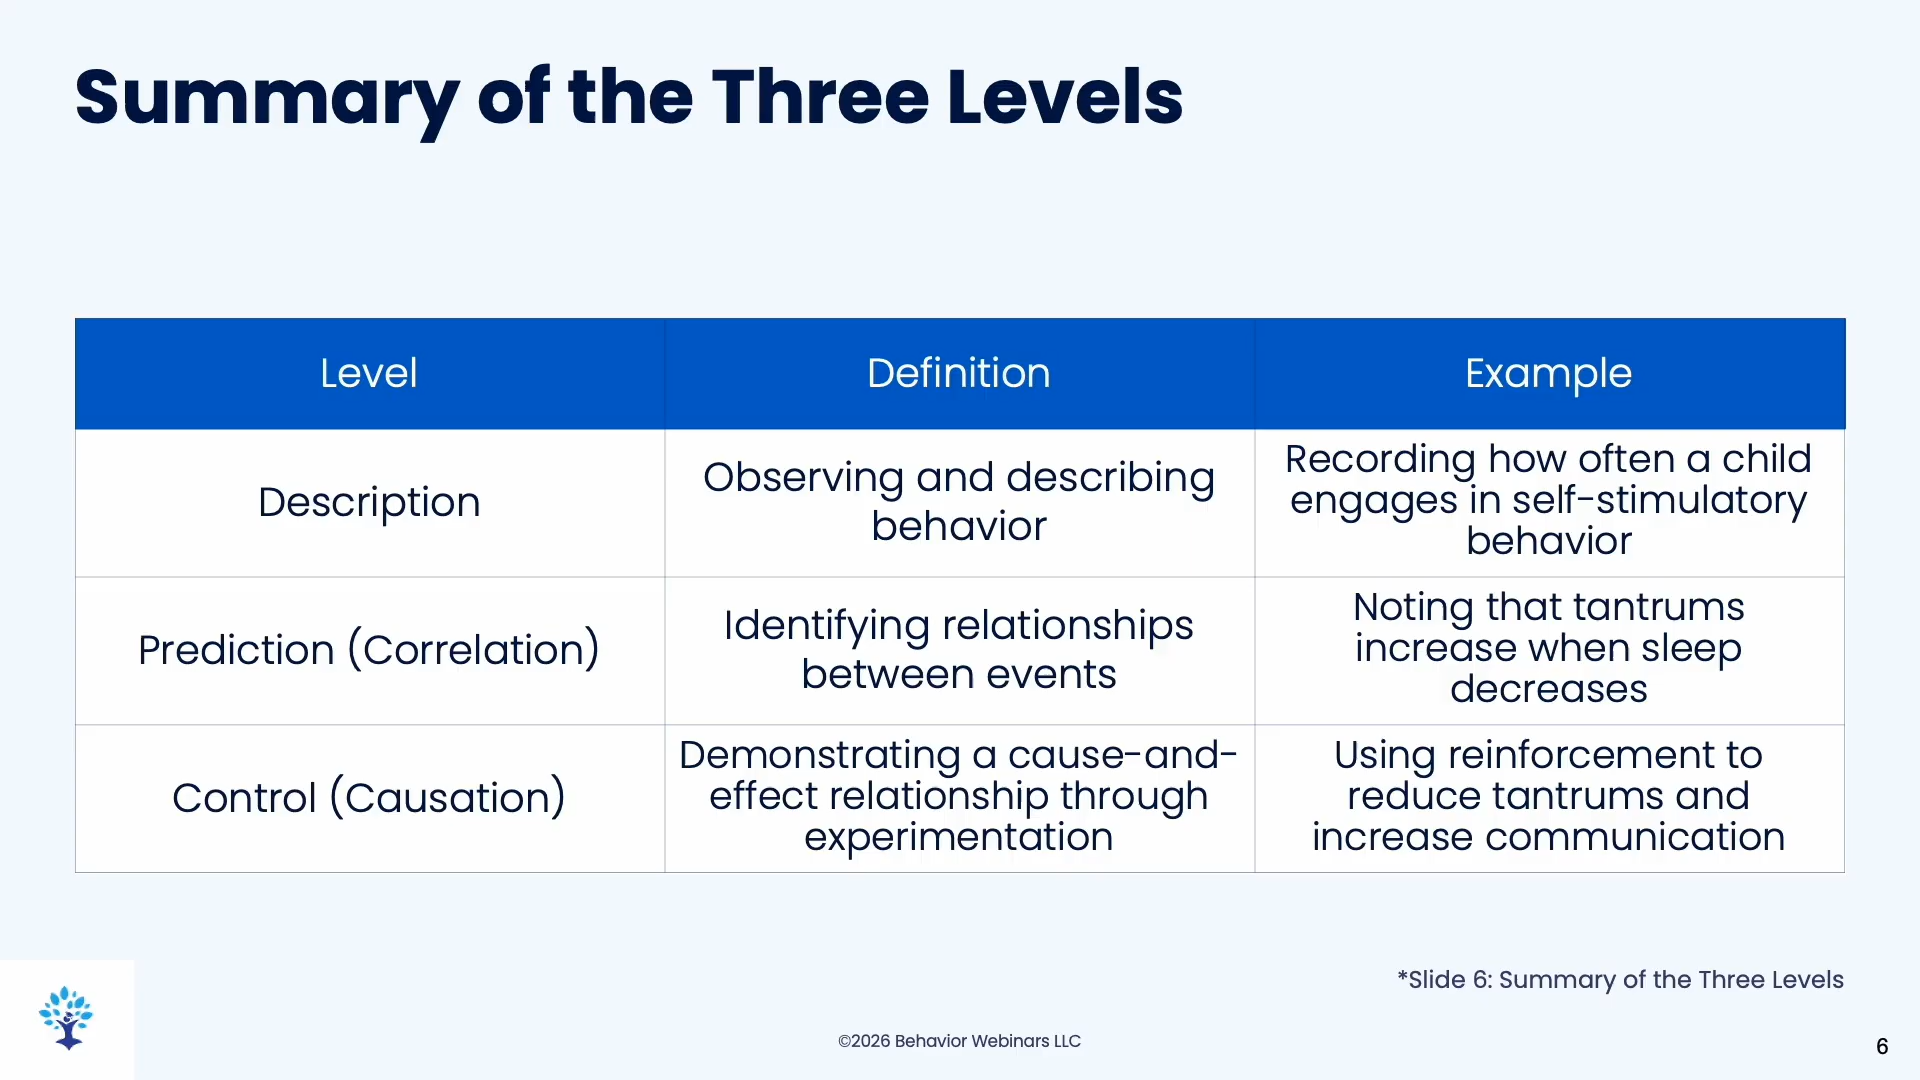 Summary of the Three Levels
Level
Definition
Example
Description
Observing and describing
behavior
Recording how often a child
engages in self-stimulatory
behavior
Prediction (Correlation)
Identifying relationships
between events
Noting that tantrums
increase when sleep
decreases
Control (Causation)
Demonstrating a cause-and-
effect relationship through
experimentation
Using reinforcement to
reduce tantrums and
increase communication
*Slide 6: Summary of the Three Levels
©2026 Behavior Webinars LLC
6